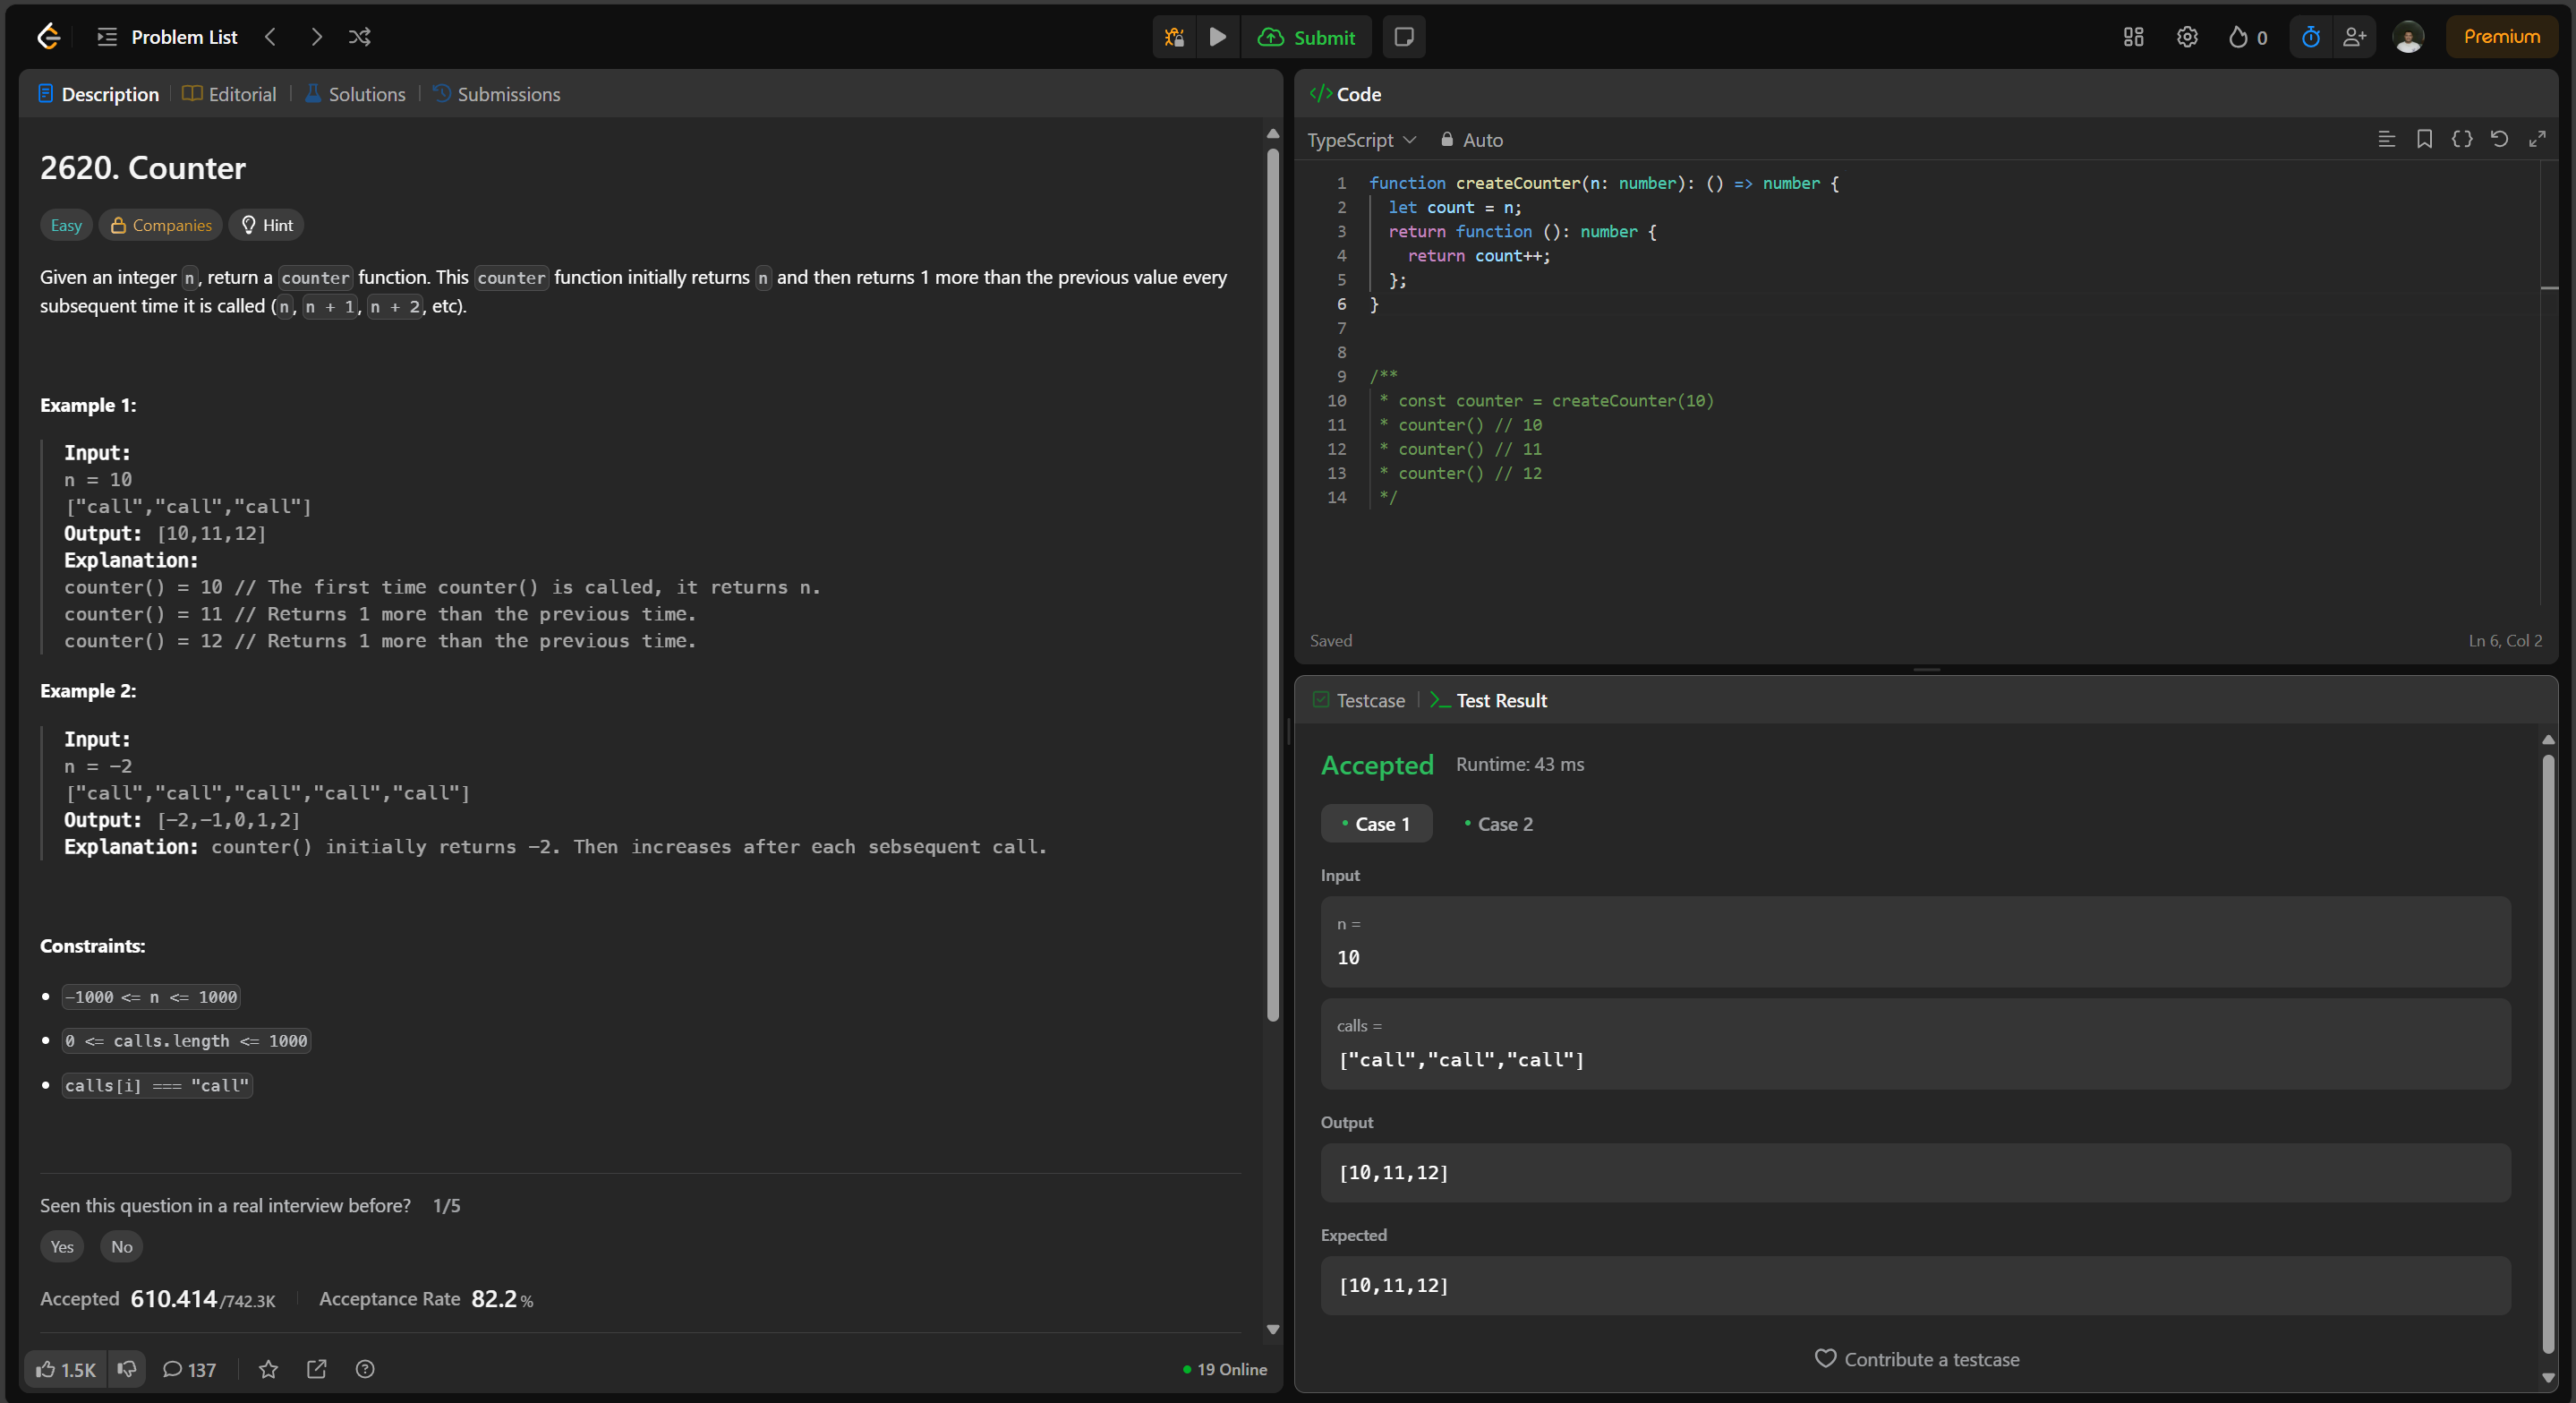 Problem List
Submit
0
Premium
Description
Editorial
Solutions
Submissions
2620. Counter
Easy
Companies
Hint
Given an integer n, return a counter function. This counter function initially returns n and then returns 1 more than the previous value every
subsequent time it is called (n, n + 1, n + 2, etc).
Example 1:
Input:
n = 10
["call","call","call"]
Output: [10,11,12]
Explanation:
counter() = 10 // The first time counter() is called, it returns n.
counter() = 11 // Returns 1 more than the previous time.
counter() = 12 // Returns 1 more than the previous time.
Example 2:
Input:
n = -2
["call","call","call","call","call"]
Output: [-2,-1,0,1,2]
Explanation: counter() initially returns -2. Then increases after each sebsequent call.
Constraints:
-1000 <= n <= 1000
0 <= calls.length <= 1000
calls[i] === "call"
Seen this question in a real interview before? 1/5
Yes
No
Accepted 610.414/742.3K
Acceptance Rate 82.2%
1.5K
137
19 Online
</> Code
TypeScript
Auto
1 function createCounter(n: number): () => number {
2 let count = n;
3 return function (): number {
4 return count++;
5 };
6 }
7
8
9 /**
10 * const counter = createCounter(10)
11 * counter() // 10
12 * counter() // 11
13 * counter() // 12
14 */
Saved
Ln 6, Col 2
Testcase
>_ Test Result
Accepted
Runtime: 43 ms
Case 1
Case 2
Input
n =
10
calls =
["call","call","call"]
Output
[10,11,12]
Expected
[10,11,12]
Contribute a testcase